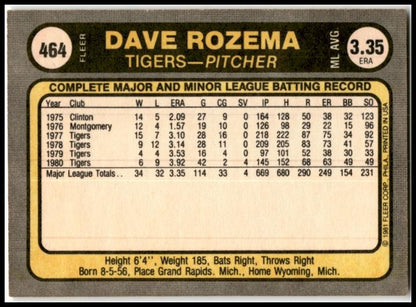 464
FLEER
DAVE ROZEMA
TIGERS—PITCHER
ML AVG
3.35
ERA
COMPLETE MAJOR AND MINOR LEAGUE BATTING RECORD
Year Club W L ERA G CG SV IP H R ER BB SO
1975 Clinton 14 5 2.09 27 9 0 164 128 50 38 32 123
1976 Montgomery 12 4 1.57 19 10 0 126 98 29 22 15 96
1977 Tigers 15 7 3.10 28 16 0 218 222 87 75 34 92
1978 Tigers 9 12 3.14 28 11 0 209 205 83 73 41 57
1979 Tigers 4 4 3.53 16 4 0 97 101 52 38 30 33
1980 Tigers 6 9 3.92 42 2 4 145 152 68 63 49 49
Major League Totals.. 34 32 3.35 114 33 4 669 680 290 249 154 231
© 1981 FLEER CORP., PHILA., PRINTED IN USA
Height 6'4", Weight 185, Bats Right, Throws Right
Born 8-5-56, Place Grand Rapids. Mich., Home Wyoming, Mich.